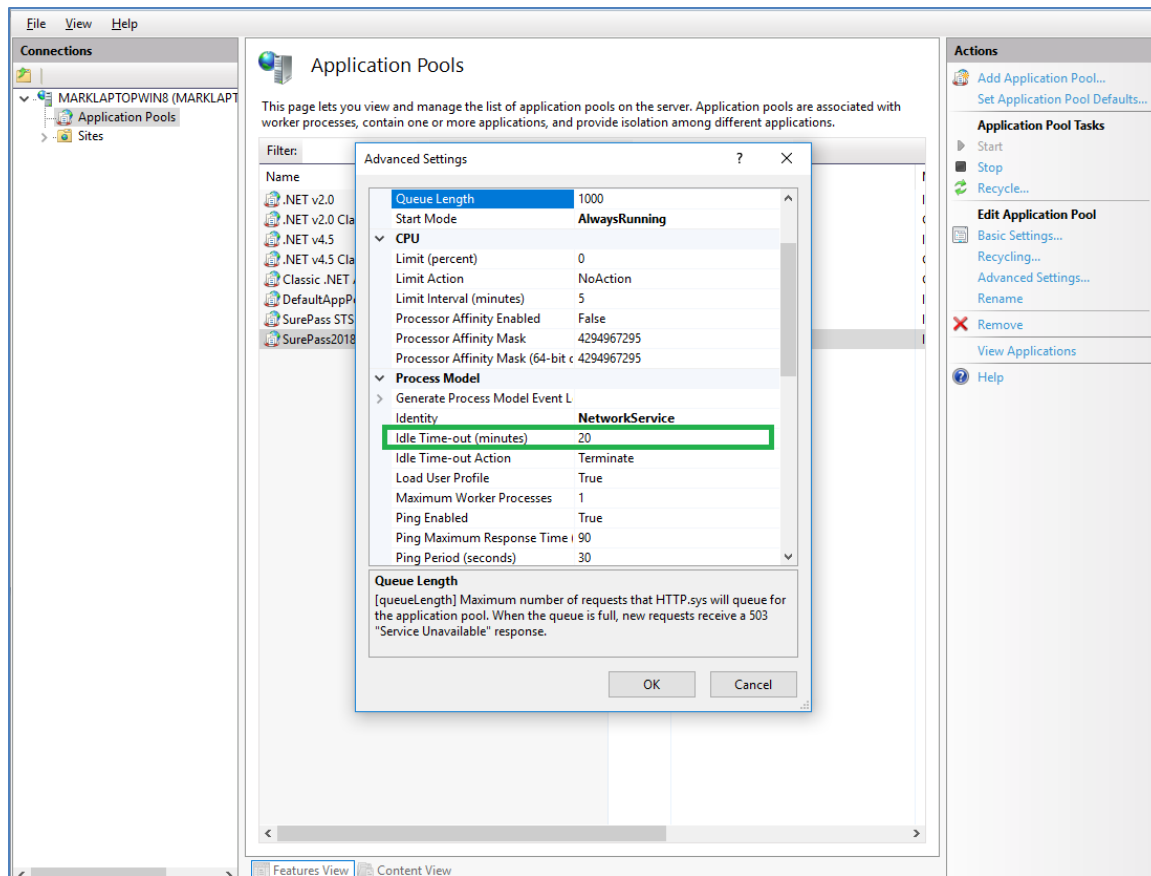 File View Help
Connections
MARKLAPTOPWIN8 (MARKLAPT
Application Pools
Sites
Application Pools
This page lets you view and manage the list of application pools on the server. Application pools are associated with
worker processes, contain one or more applications, and provide isolation among different applications.
Filter:
Name
.NET v2.0
.NET v2.0 Cla
.NET v4.5
.NET v4.5 Cla
Classic .NET
DefaultAppP
SurePass STS
SurePass2018
Advanced Settings
?
Queue Length 1000
Start Mode AlwaysRunning
CPU
Limit (percent) 0
Limit Action NoAction
Limit Interval (minutes) 5
Processor Affinity Enabled False
Processor Affinity Mask 4294967295
Processor Affinity Mask (64-bit c 4294967295
Process Model
Generate Process Model Event L
Identity NetworkService
Idle Time-out (minutes) 20
Idle Time-out Action Terminate
Load User Profile True
Maximum Worker Processes 1
Ping Enabled True
Ping Maximum Response Time ( 90
Ping Period (seconds) 30
Queue Length
[queueLength] Maximum number of requests that HTTP.sys will queue for
the application pool. When the queue is full, new requests receive a 503
"Service Unavailable" response.
OK Cancel
Features View Content View
Actions
Add Application Pool...
Set Application Pool Defaults...
Application Pool Tasks
Start
Stop
Recycle...
Edit Application Pool
Basic Settings...
Recycling...
Advanced Settings...
Rename
Remove
View Applications
Help